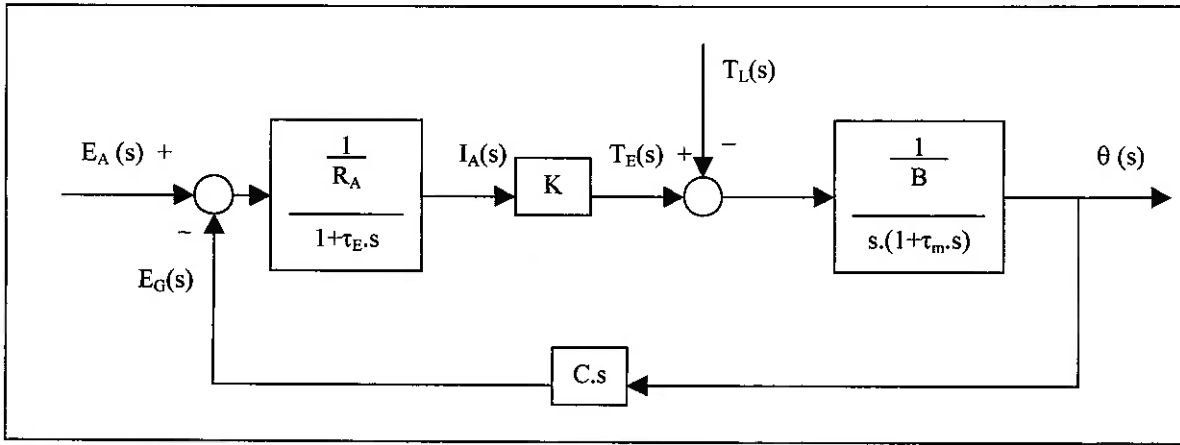 T_L(s)
E_A (s) +
1
R_A
1+τ_E.s
I_A(s)
K
T_E(s) + −
1
B
s.(1+τ_m.s)
θ (s)
−
E_G(s)
C.s